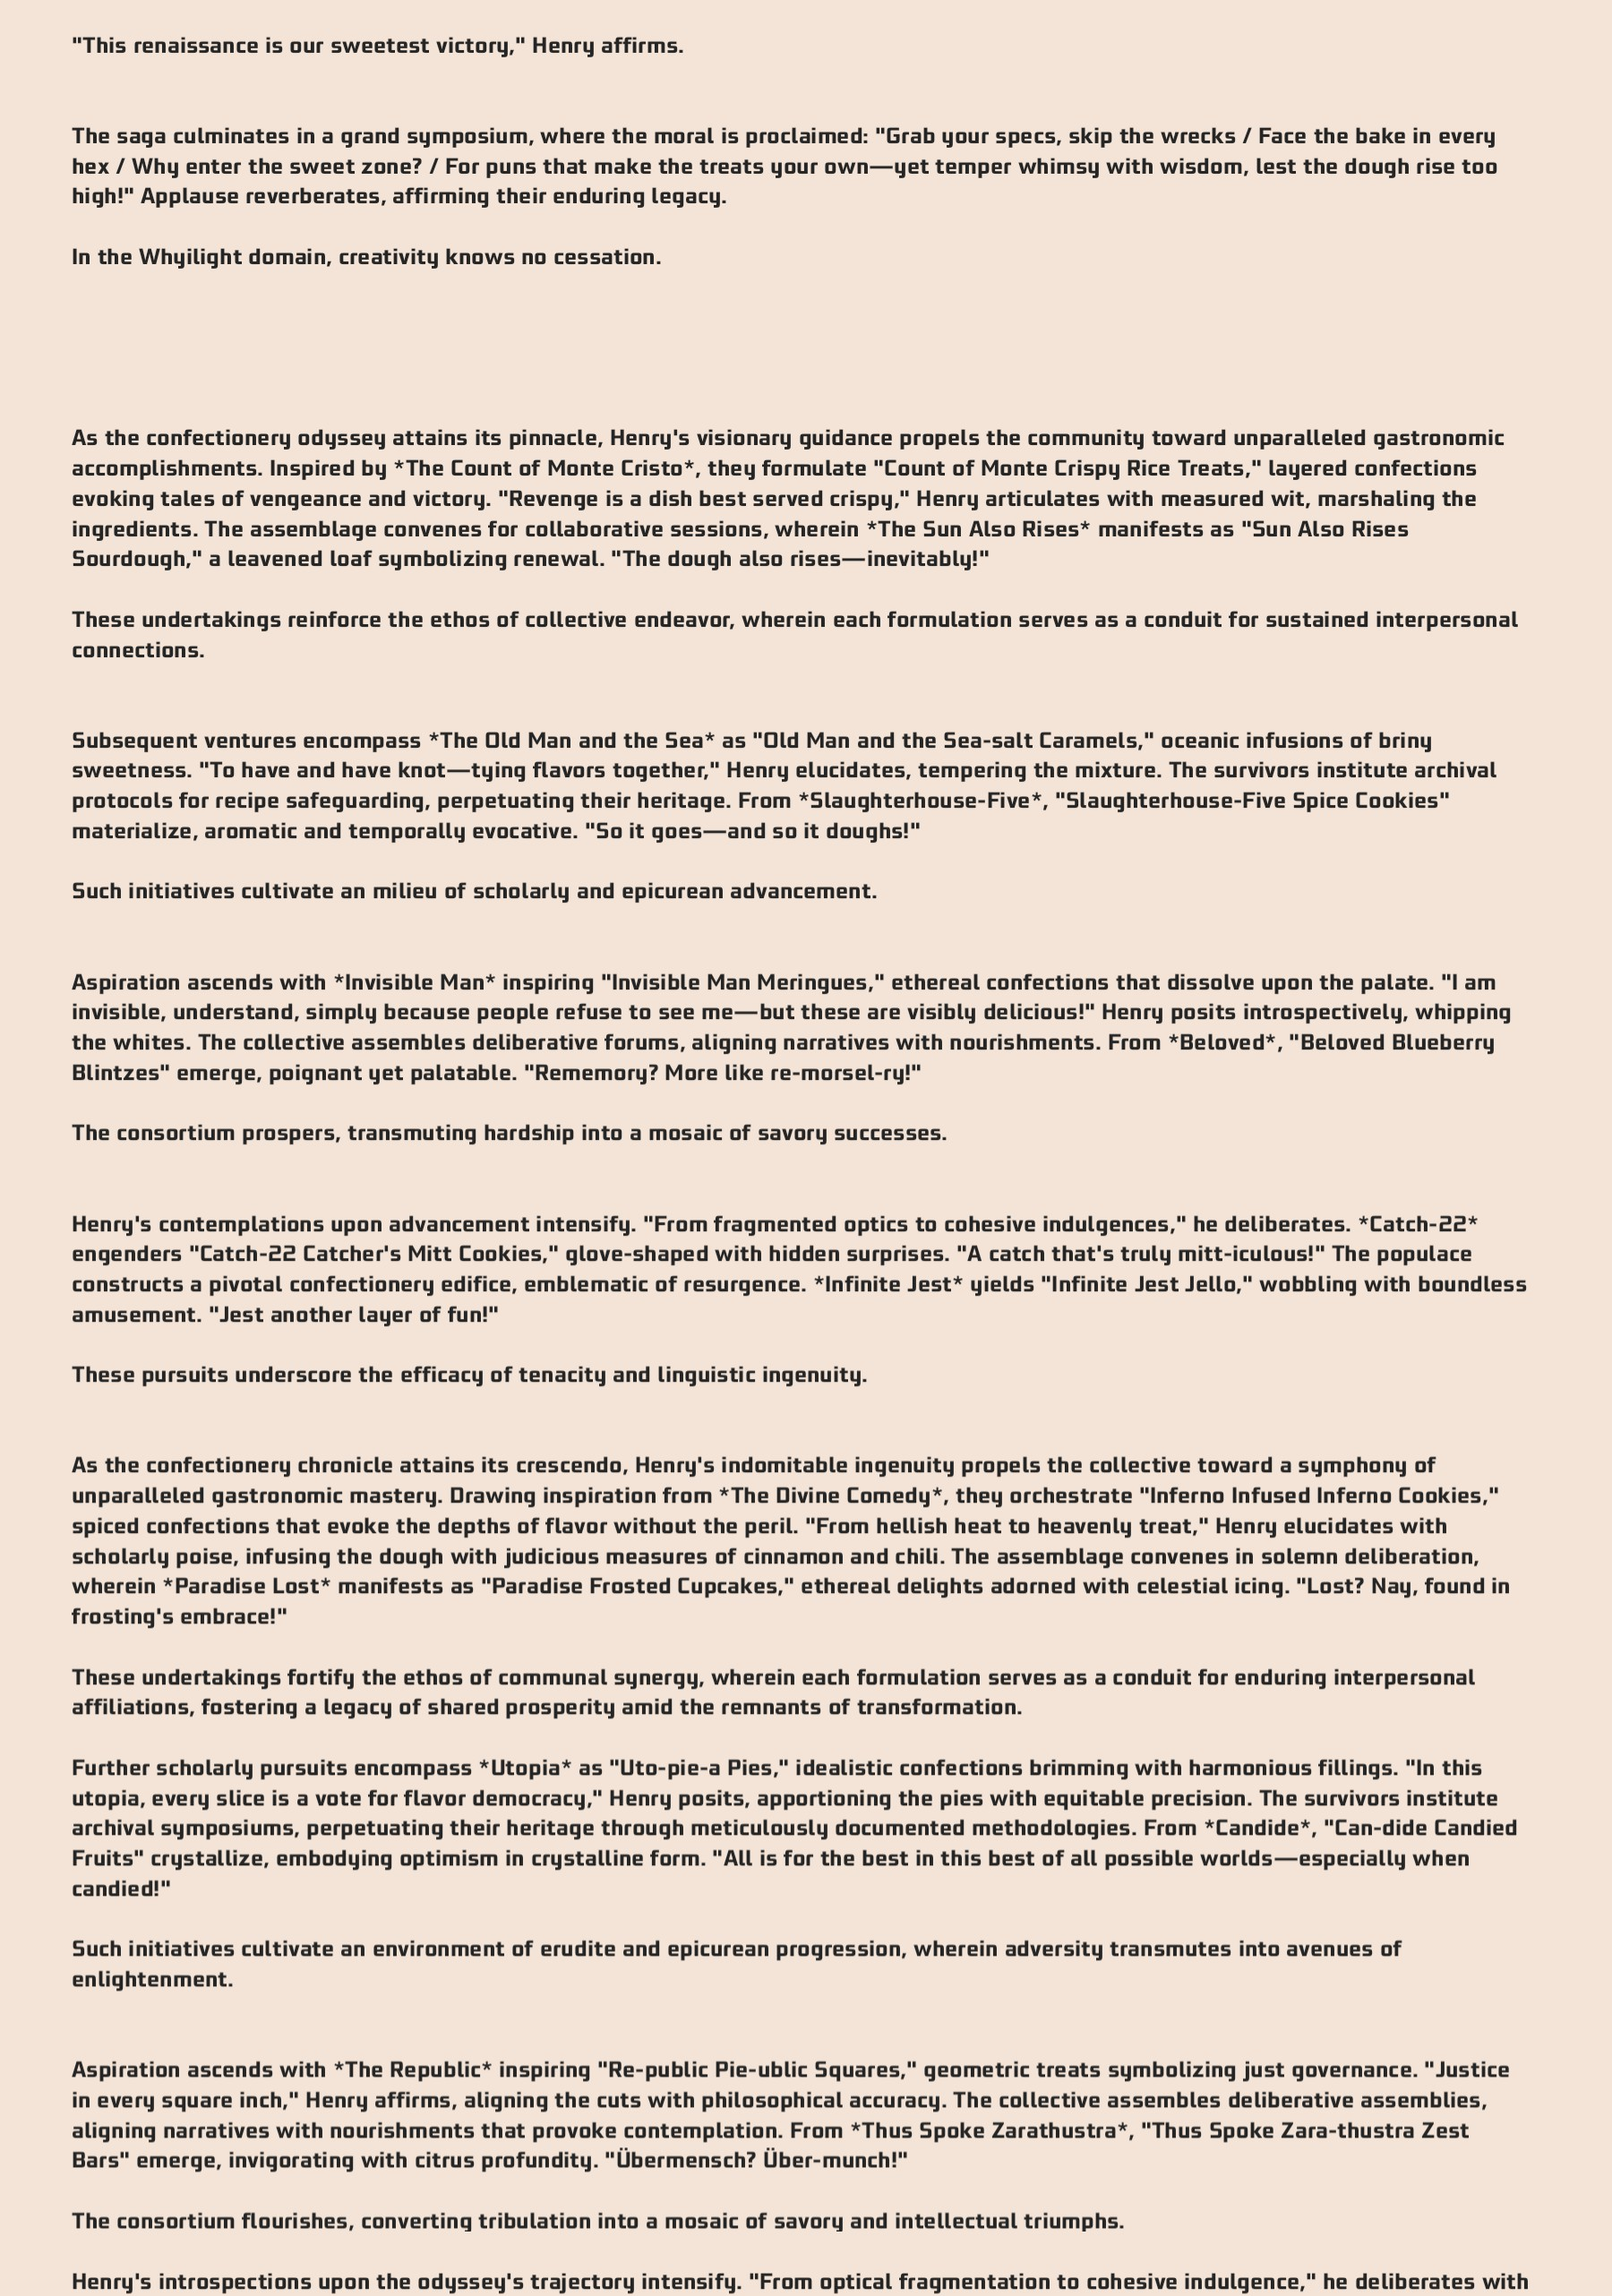 "This renaissance is our sweetest victory," Henry affirms.
The saga culminates in a grand symposium, where the moral is proclaimed: "Grab your specs, skip the wrecks / Face the bake in every
hex / Why enter the sweet zone? / For puns that make the treats your own—yet temper whimsy with wisdom, lest the dough rise too
high!" Applause reverberates, affirming their enduring legacy.
In the Whyilight domain, creativity knows no cessation.
As the confectionery odyssey attains its pinnacle, Henry's visionary guidance propels the community toward unparalleled gastronomic
accomplishments. Inspired by *The Count of Monte Cristo*, they formulate "Count of Monte Crispy Rice Treats," layered confections
evoking tales of vengeance and victory. "Revenge is a dish best served crispy," Henry articulates with measured wit, marshaling the
ingredients. The assemblage convenes for collaborative sessions, wherein *The Sun Also Rises* manifests as "Sun Also Rises
Sourdough," a leavened loaf symbolizing renewal. "The dough also rises—inevitably!"
These undertakings reinforce the ethos of collective endeavor, wherein each formulation serves as a conduit for sustained interpersonal
connections.
Subsequent ventures encompass *The Old Man and the Sea* as "Old Man and the Sea-salt Caramels," oceanic infusions of briny
sweetness. "To have and have knot—tying flavors together," Henry elucidates, tempering the mixture. The survivors institute archival
protocols for recipe safeguarding, perpetuating their heritage. From *Slaughterhouse-Five*, "Slaughterhouse-Five Spice Cookies"
materialize, aromatic and temporally evocative. "So it goes—and so it doughs!"
Such initiatives cultivate an milieu of scholarly and epicurean advancement.
Aspiration ascends with *Invisible Man* inspiring "Invisible Man Meringues," ethereal confections that dissolve upon the palate. "I am
invisible, understand, simply because people refuse to see me—but these are visibly delicious!" Henry posits introspectively, whipping
the whites. The collective assembles deliberative forums, aligning narratives with nourishments. From *Beloved*, "Beloved Blueberry
Blintzes" emerge, poignant yet palatable. "Rememory? More like re-morsel-ry!"
The consortium prospers, transmuting hardship into a mosaic of savory successes.
Henry's contemplations upon advancement intensify. "From fragmented optics to cohesive indulgences," he deliberates. *Catch-22*
engenders "Catch-22 Catcher's Mitt Cookies," glove-shaped with hidden surprises. "A catch that's truly mitt-iculous!" The populace
constructs a pivotal confectionery edifice, emblematic of resurgence. *Infinite Jest* yields "Infinite Jest Jello," wobbling with boundless
amusement. "Jest another layer of fun!"
These pursuits underscore the efficacy of tenacity and linguistic ingenuity.
As the confectionery chronicle attains its crescendo, Henry's indomitable ingenuity propels the collective toward a symphony of
unparalleled gastronomic mastery. Drawing inspiration from *The Divine Comedy*, they orchestrate "Inferno Infused Inferno Cookies,"
spiced confections that evoke the depths of flavor without the peril. "From hellish heat to heavenly treat," Henry elucidates with
scholarly poise, infusing the dough with judicious measures of cinnamon and chili. The assemblage convenes in solemn deliberation,
wherein *Paradise Lost* manifests as "Paradise Frosted Cupcakes," ethereal delights adorned with celestial icing. "Lost? Nay, found in
frosting's embrace!"
These undertakings fortify the ethos of communal synergy, wherein each formulation serves as a conduit for enduring interpersonal
affiliations, fostering a legacy of shared prosperity amid the remnants of transformation.
Further scholarly pursuits encompass *Utopia* as "Uto-pie-a Pies," idealistic confections brimming with harmonious fillings. "In this
utopia, every slice is a vote for flavor democracy," Henry posits, apportioning the pies with equitable precision. The survivors institute
archival symposiums, perpetuating their heritage through meticulously documented methodologies. From *Candide*, "Can-dide Candied
Fruits" crystallize, embodying optimism in crystalline form. "All is for the best in this best of all possible worlds—especially when
candied!"
Such initiatives cultivate an environment of erudite and epicurean progression, wherein adversity transmutes into avenues of
enlightenment.
Aspiration ascends with *The Republic* inspiring "Re-public Pie-ublic Squares," geometric treats symbolizing just governance. "Justice
in every square inch," Henry affirms, aligning the cuts with philosophical accuracy. The collective assembles deliberative assemblies,
aligning narratives with nourishments that provoke contemplation. From *Thus Spoke Zarathustra*, "Thus Spoke Zara-thustra Zest
Bars" emerge, invigorating with citrus profundity. "Übermensch? Über-munch!"
The consortium flourishes, converting tribulation into a mosaic of savory and intellectual triumphs.
Henry's introspections upon the odyssey's trajectory intensify. "From optical fragmentation to cohesive indulgence," he deliberates with